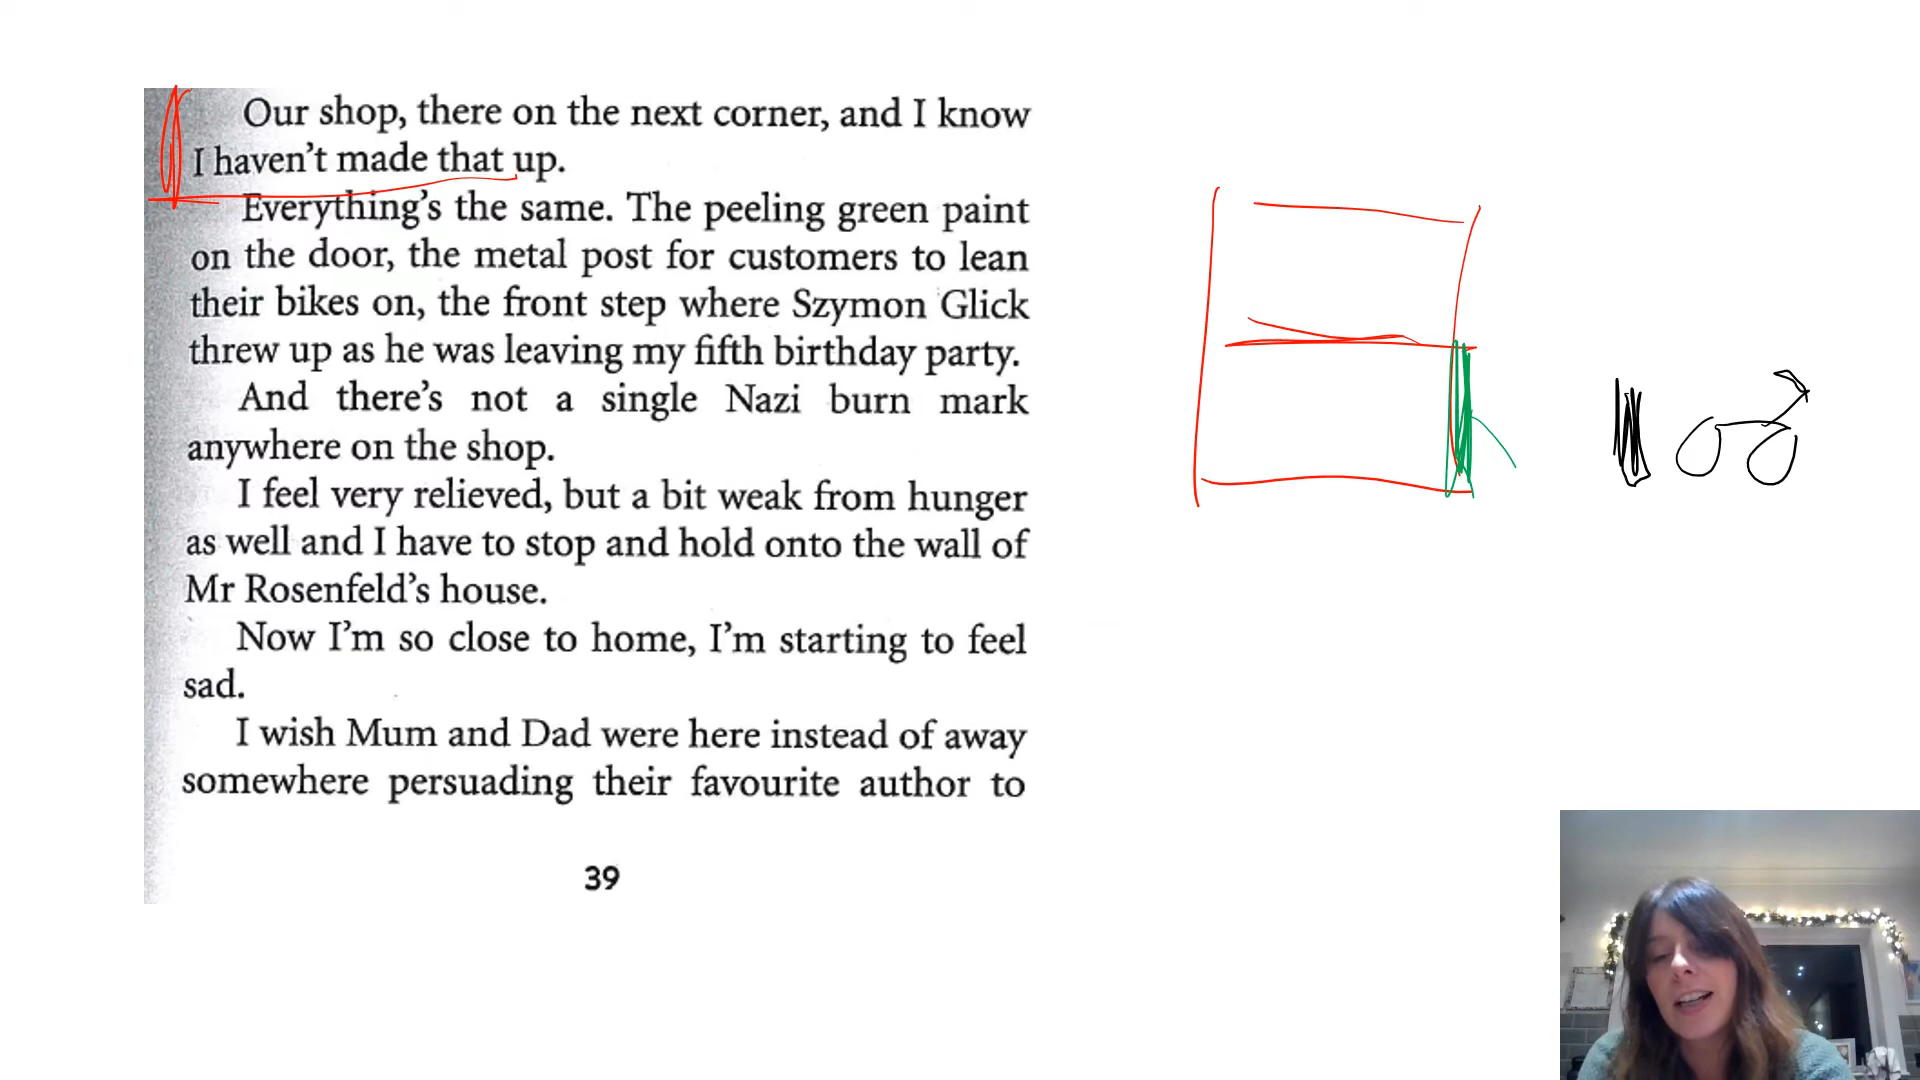 Our shop, there on the next corner, and I know
I haven’t made that up.
Everything’s the same. The peeling green paint
on the door, the metal post for customers to lean
their bikes on, the front step where Szymon Glick
threw up as he was leaving my fifth birthday party.
And there’s not a single Nazi burn mark
anywhere on the shop.
I feel very relieved, but a bit weak from hunger
as well and I have to stop and hold onto the wall of
Mr Rosenfeld’s house.
Now I’m so close to home, I’m starting to feel
sad.
I wish Mum and Dad were here instead of away
somewhere persuading their favourite author to
39